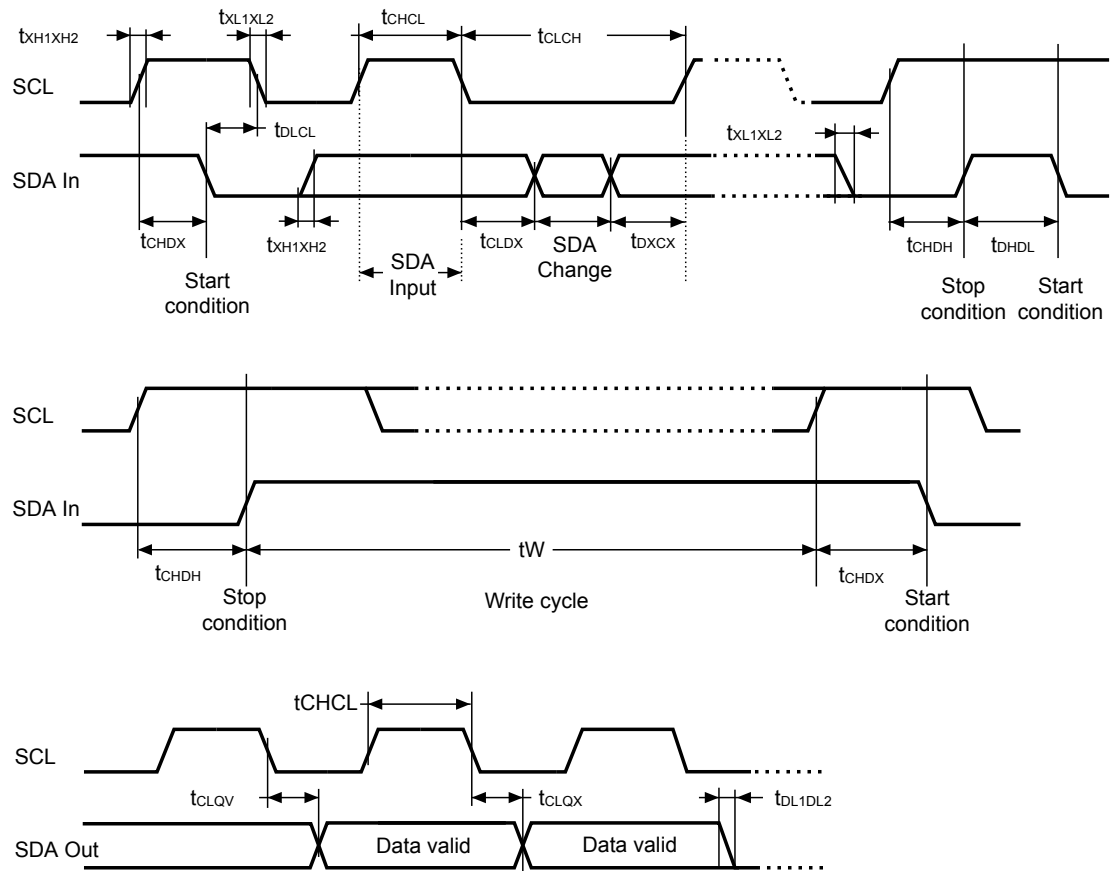 tXL1XL2
tCHCL
tXH1XH2
tCLCH
SCL
tDLCL
tXL1XL2
SDA In
tCHDX
tXH1XH2
tCLDX
SDA
Change
tDXCX
tCHDH
tDHDL
Start
condition
SDA
Input
Stop
condition
Start
condition
SCL
SDA In
tW
tCHDH
tCHDX
Stop
condition
Write cycle
Start
condition
tCHCL
SCL
tCLQV
tCLQX
tDL1DL2
SDA Out
Data valid
Data valid